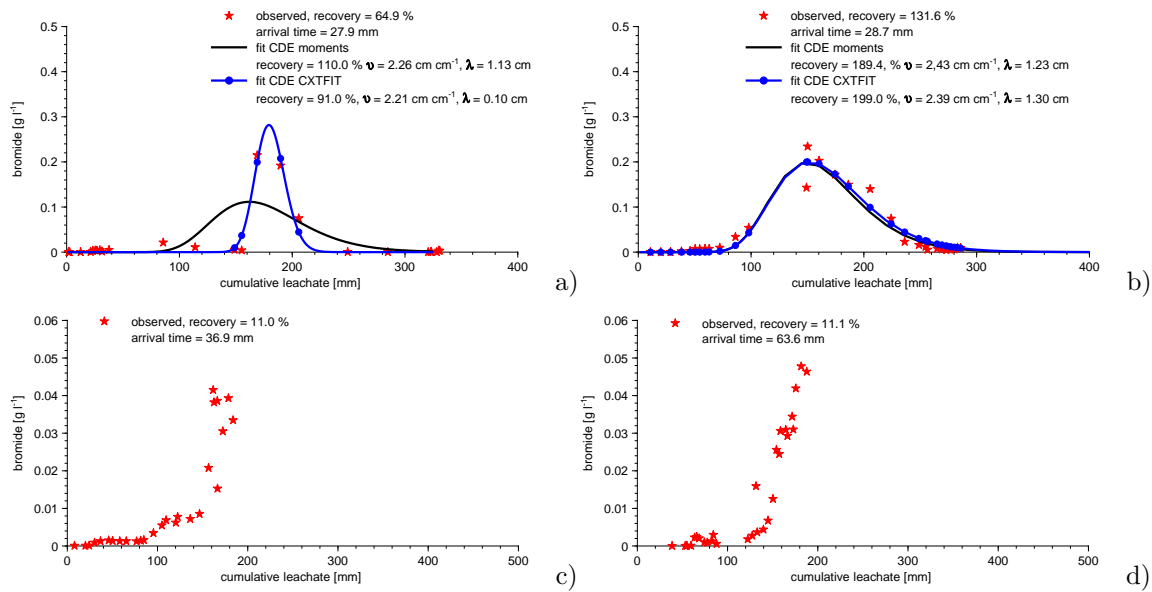 observed, recovery = 64.9 %
arrival time = 27.9 mm
fit CDE moments
recovery = 110.0 % υ = 2.26 cm cm⁻¹, λ = 1.13 cm
fit CDE CXTFIT
recovery = 91.0 %, υ = 2.21 cm cm⁻¹, λ = 0.10 cm
0.5
0.4
0.3
0.2
0.1
0
bromide [g l⁻¹]
0 100 200 300 400
cumulative leachate [mm]
a)
observed, recovery = 131.6 %
arrival time = 28.7 mm
fit CDE moments
recovery = 189.4, % υ = 2,43 cm cm⁻¹, λ = 1.23 cm
fit CDE CXTFIT
recovery = 199.0 %, υ = 2.39 cm cm⁻¹, λ = 1.30 cm
0.5
0.4
0.3
0.2
0.1
0
bromide [g l⁻¹]
0 100 200 300 400
cumulative leachate [mm]
b)
observed, recovery = 11.0 %
arrival time = 36.9 mm
0.06
0.05
0.04
0.03
0.02
0.01
0
bromide [g l⁻¹]
0 100 200 300 400 500
cumulative leachate [mm]
c)
observed, recovery = 11.1 %
arrival time = 63.6 mm
0.06
0.05
0.04
0.03
0.02
0.01
0
bromide [g l⁻¹]
0 100 200 300 400 500
cumulative leachate [mm]
d)